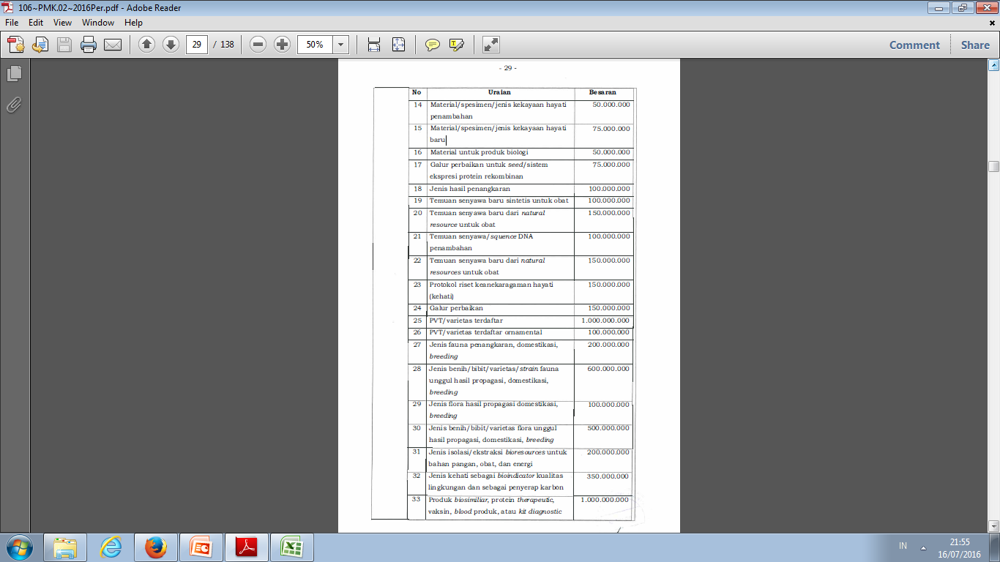 106~PMK.02~2016Per.pdf - Adobe Reader
File Edit View Window Help
29 / 138 50% Comment Share
- 29 -
No Uraian Besaran
14 Material/spesimen/jenis kekayaan hayati 50.000.000
penambahan
15 Material/spesimen/jenis kekayaan hayati 75.000.000
baru
16 Material untuk produk biologi 50.000.000
17 Galur perbaikan untuk seed/sistem 75.000.000
ekspresi protein rekombinan
18 Jenis hasil penangkaran 100.000.000
19 Temuan senyawa baru sintetis untuk obat 100.000.000
20 Temuan senyawa baru dari natural 150.000.000
resource untuk obat
21 Temuan senyawa/squence DNA 100.000.000
penambahan
22 Temuan senyawa baru dari natural 150.000.000
resources untuk obat
23 Protokol riset keanekaragaman hayati 150.000.000
(kehati)
24 Galur perbaikan 150.000.000
25 PVT/varietas terdaftar 1.000.000.000
26 PVT/varietas terdaftar ornamental 100.000.000
27 Jenis fauna penangkaran, domestikasi, 200.000.000
breeding
28 Jenis benih/bibit/varietas/strain fauna 600.000.000
unggul hasil propagasi, domestikasi,
breeding
29 Jenis flora hasil propagasi domestikasi, 100.000.000
breeding
30 Jenis benih/bibit/varietas flora unggul 500.000.000
hasil propagasi, domestikasi, breeding
31 Jenis isolasi/ekstraksi bioresources untuk 200.000.000
bahan pangan, obat, dan energi
32 Jenis kehati sebagai bioindicator kualitas 350.000.000
lingkungan dan sebagai penyerap karbon
33 Produk biosimiliar, protein therapeutic, 1.000.000.000
vaksin, blood produk, atau kit diagnostic
IN 21:55
16/07/2016